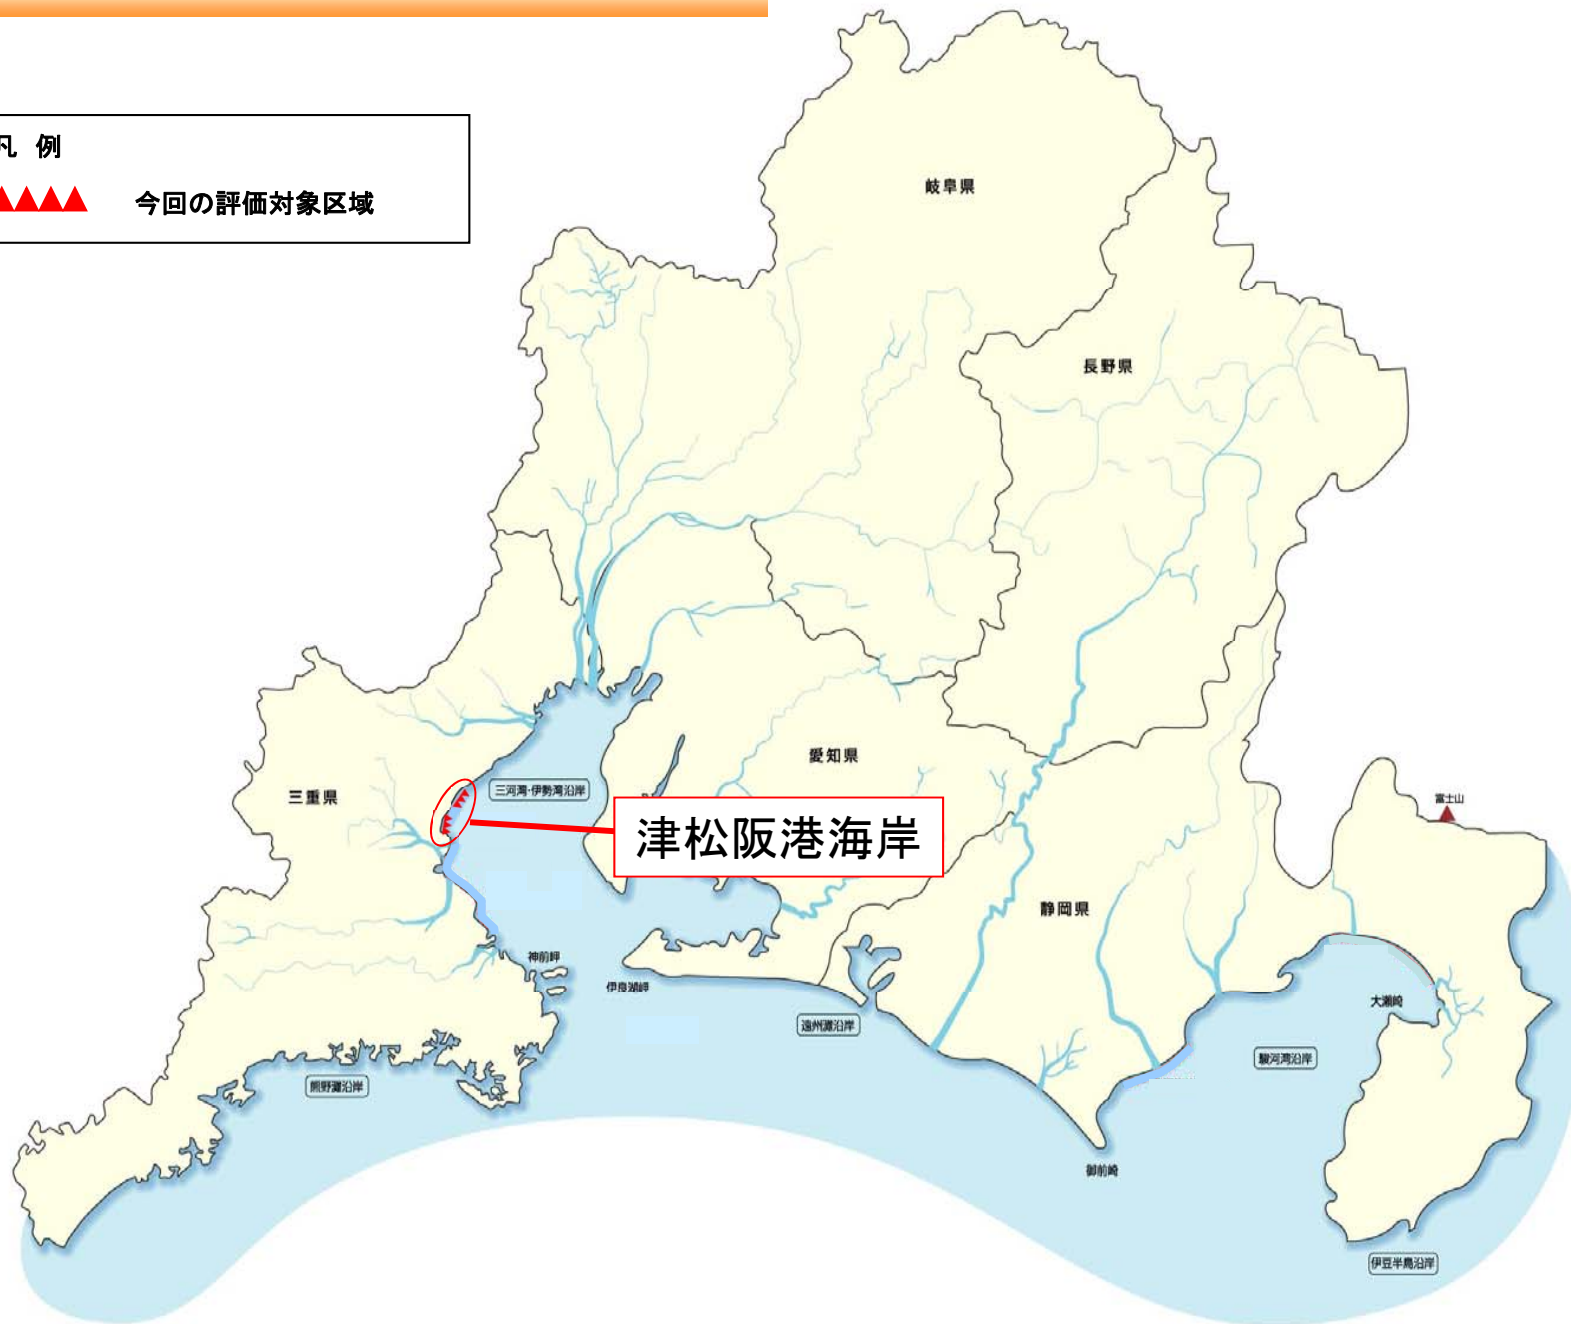 凡 例
今回の評価対象区域
岐阜県
長野県
愛知県
三重県
三河湾・伊勢湾沿岸
津松阪港海岸
富士山
静岡県
神前岬
伊良湖岬
遠州灘沿岸
大瀬崎
駿河湾沿岸
熊野灘沿岸
御前崎
伊豆半島沿岸